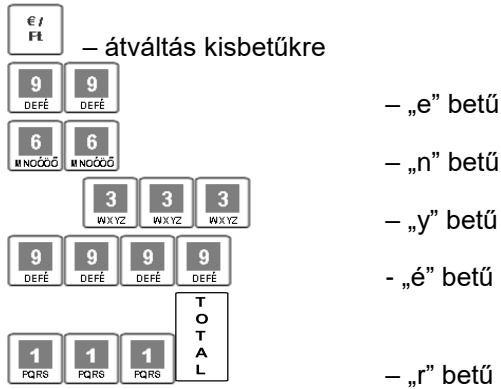 €/
Ft – átváltás kisbetűkre
9 9
DEFÉ DEFÉ – „e” betű
6 6
MNOÓÖŐ MNOÓÖŐ – „n” betű
3 3 3
WXYZ WXYZ WXYZ – „y” betű
9 9 9 9
DEFÉ DEFÉ DEFÉ DEFÉ - „é” betű
1 1 1 TOTAL
PQRS PQRS PQRS – „r” betű